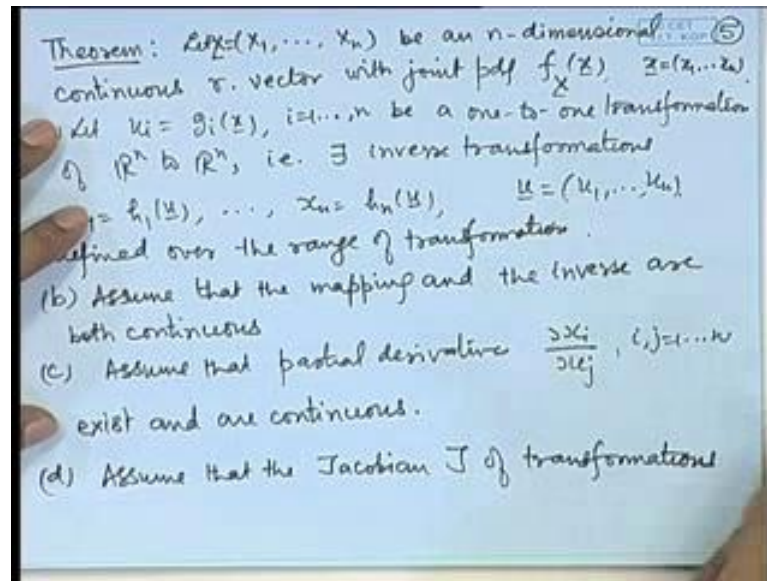 Theorem: Let X=(X₁, ..., Xₙ) be an n-dimensional
continuous r. vector with joint pdf f_X(x), x=(x₁...xₙ).
Let uᵢ = gᵢ(x), i=1...,n be a one-to-one transformation
of ℝⁿ to ℝⁿ, i.e. ∃ inverse transformations
= h₁(u), ..., xₙ = hₙ(u), u = (u₁,...,uₙ)
defined over the range of transformation.
(b) Assume that the mapping and the inverse are
both continuous
(c) Assume that partial derivative ∂xᵢ/∂uⱼ, i,j=1...n
exist and are continuous.
(d) Assume that the Jacobian J of transformations
5